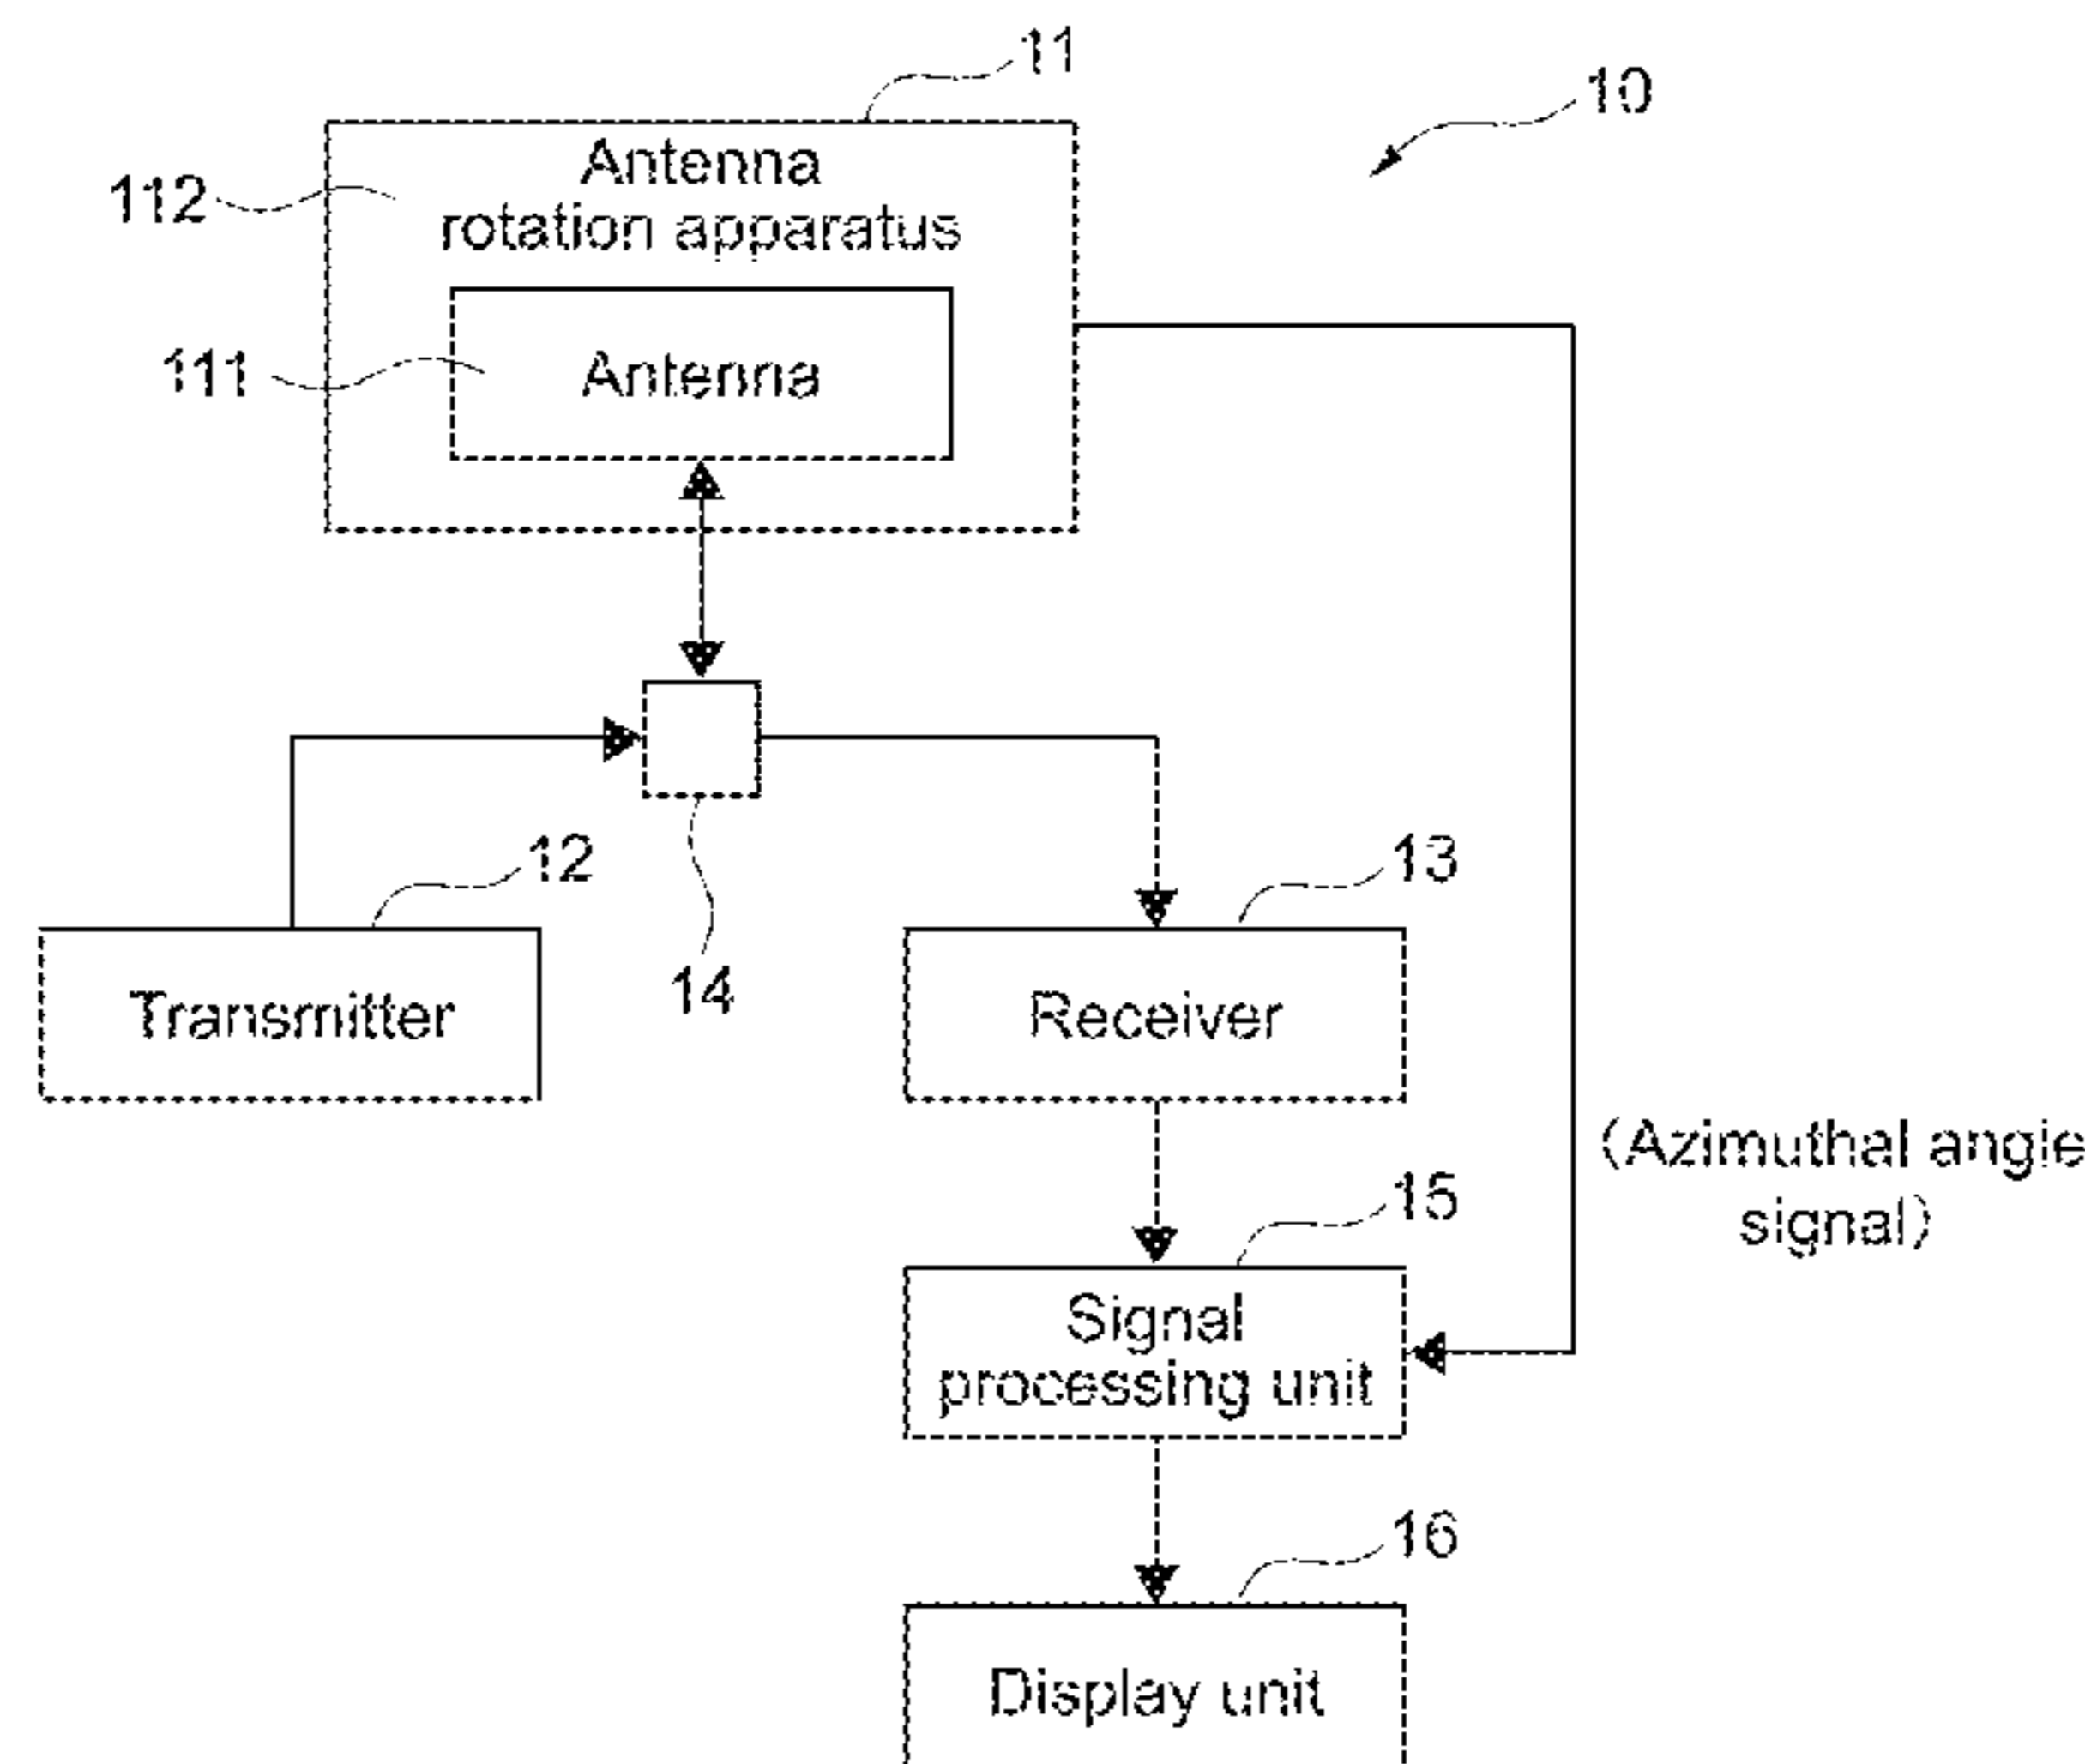 11
10
112
Antenna
rotation apparatus
111
Antenna
12
13
14
Transmitter
Receiver
(Azimuthal angle
signal)
15
Signal
processing unit
16
Display unit